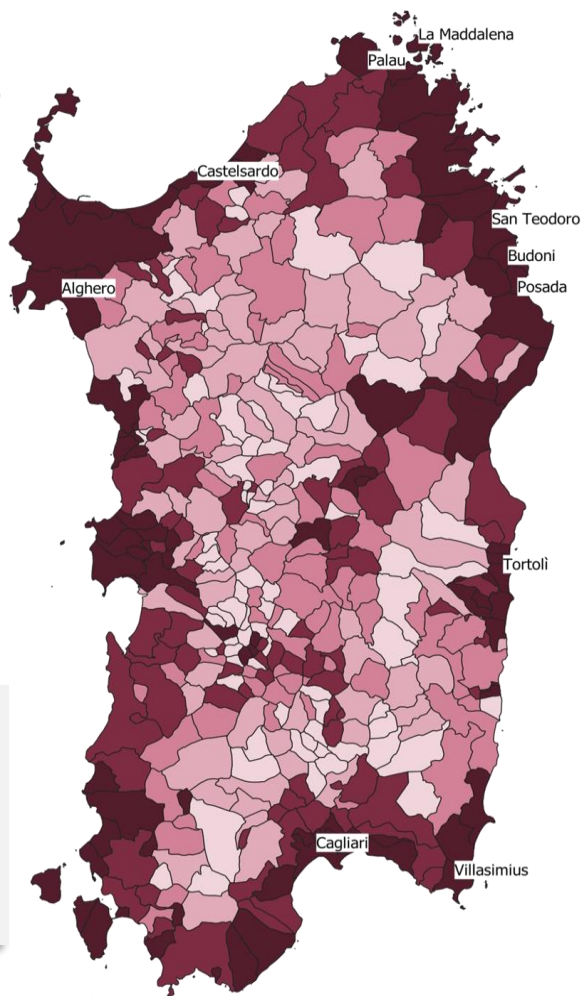 La Maddalena
Palau
Castelsardo
San Teodoro
Budoni
Alghero
Posada
Tortolì
Cagliari
Villasimius